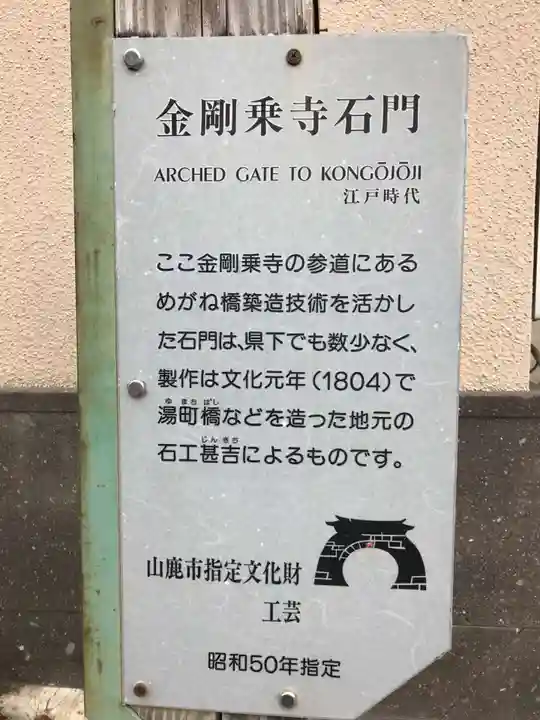 金剛乗寺石門
ARCHED GATE TO KONGŌJŌJI
江戸時代
ここ金剛乗寺の参道にある
めがね橋築造技術を活かし
た石門は、県下でも数少なく、
製作は文化元年（1804）で
ゆ まち ばし
湯町橋などを造った地元の
じん きち
石工甚吉によるものです。
山鹿市指定文化財
工芸
昭和50年指定